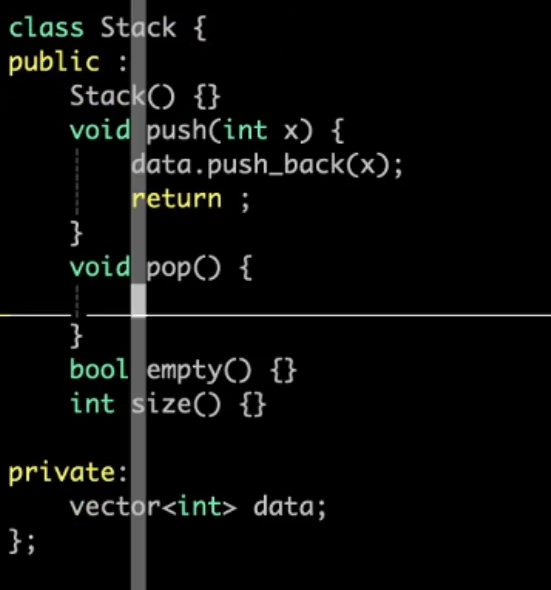 class Stack {
public :
    Stack() {}
    void push(int x) {
        data.push_back(x);
        return ;
    }
    void pop() {

    }
    bool empty() {}
    int size() {}

private:
    vector<int> data;
};